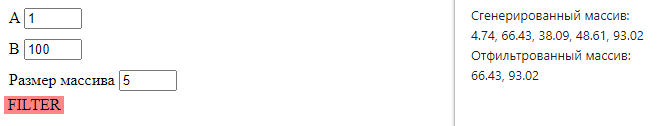 A 1
B 100
Размер массива 5
FILTER
Сгенерированный массив:
4.74, 66.43, 38.09, 48.61, 93.02
Отфильтрованный массив:
66.43, 93.02